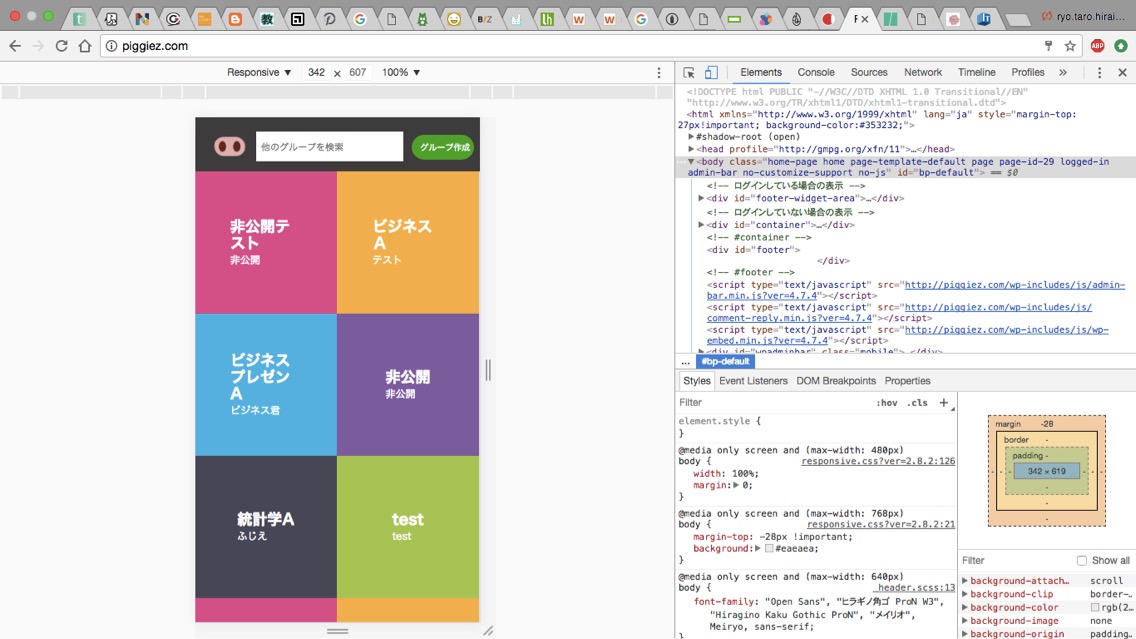 ryo.taro.hirai...
piggiez.com
Responsive ▼ 342 × 607 100% ▼
Elements Console Sources Network Timeline Profiles »
<!DOCTYPE html PUBLIC "-//W3C//DTD XHTML 1.0 Transitional//EN"
"http://www.w3.org/TR/xhtml1/DTD/xhtml1-transitional.dtd">
<html xmlns="http://www.w3.org/1999/xhtml" lang="ja" style="margin-top:
27px!important; background-color:#353232;">
▶#shadow-root (open)
▶<head profile="http://gmpg.org/xfn/11">…</head>
▼<body class="home-page home page-template-default page page-id-29 logged-in
admin-bar no-customize-support no-js" id="bp-default"> == $0
<!-- ログインしている場合の表示 -->
▶<div id="footer-widget-area">…</div>
<!-- ログインしていない場合の表示 -->
▶<div id="container">…</div>
<!-- #container -->
<div id="footer">
</div>
<!-- #footer -->
<script type="text/javascript" src="http://piggiez.com/wp-includes/js/admin-
bar.min.js?ver=4.7.4"></script>
<script type="text/javascript" src="http://piggiez.com/wp-includes/js/
comment-reply.min.js?ver=4.7.4"></script>
<script type="text/javascript" src="http://piggiez.com/wp-includes/js/wp-
embed.min.js?ver=4.7.4"></script>
▶<div id="wpadminbar" class="mobile">…</div>
... #bp-default
他のグループを検索
グループ作成
非公開テ
スト
非公開
ビジネス
A
テスト
ビジネス
プレゼン
A
ビジネス君
非公開
非公開
統計学A
ふじえ
test
test
Styles Event Listeners DOM Breakpoints Properties
Filter :hov .cls +
element.style {
}
@media only screen and (max-width: 480px)
body { responsive.css?ver=2.8.2:126
width: 100%;
margin:▶ 0;
}
@media only screen and (max-width: 768px)
body { responsive.css?ver=2.8.2:21
margin-top: -28px !important;
background:▶ #eaeaea;
}
@media only screen and (max-width: 640px)
body { _header.scss:13
font-family: "Open Sans", "ヒラギノ角ゴ ProN W3",
"Hiragino Kaku Gothic ProN", "メイリオ",
Meiryo, sans-serif;
}
margin -28
border -
padding -
342 × 619
Filter Show all
▶background-attach… scroll
▶background-clip border-…
▶background-color rgb(2…
▶background-image none
▶background-origin padding…